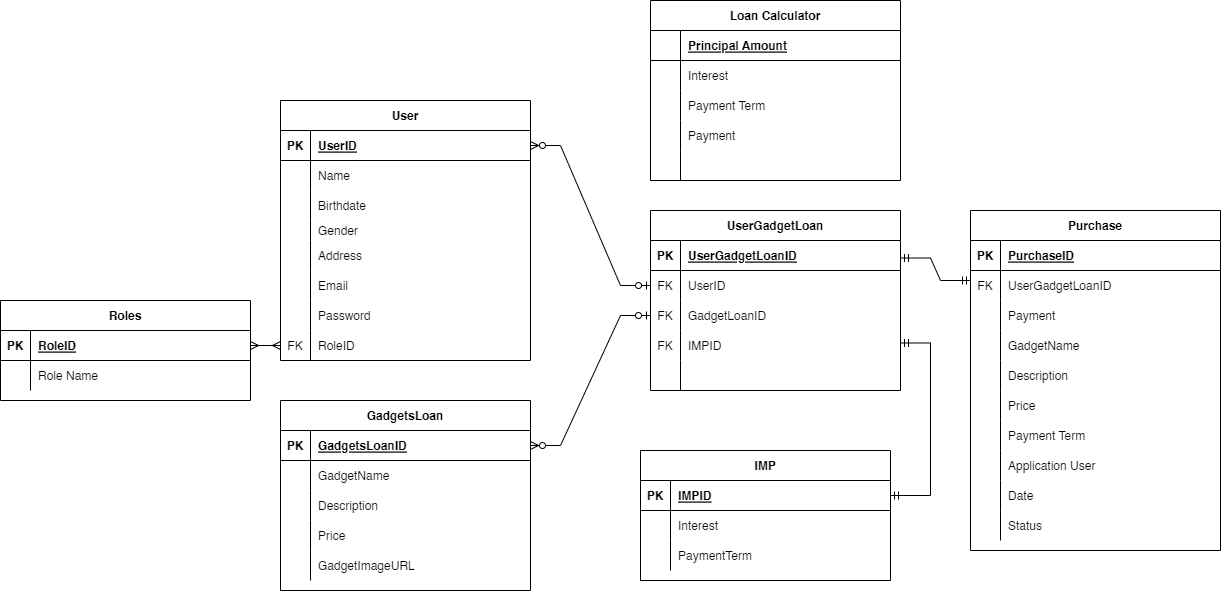 Loan Calculator
Principal Amount
Interest
Payment Term
Payment
User
PK UserID
Name
Birthdate
Gender
Address
Email
Password
FK RoleID
Roles
PK RoleID
Role Name
GadgetsLoan
PK GadgetsLoanID
GadgetName
Description
Price
GadgetImageURL
UserGadgetLoan
PK UserGadgetLoanID
FK UserID
FK GadgetLoanID
FK IMPID
IMP
PK IMPID
Interest
PaymentTerm
Purchase
PK PurchaseID
FK UserGadgetLoanID
Payment
GadgetName
Description
Price
Payment Term
Application User
Date
Status